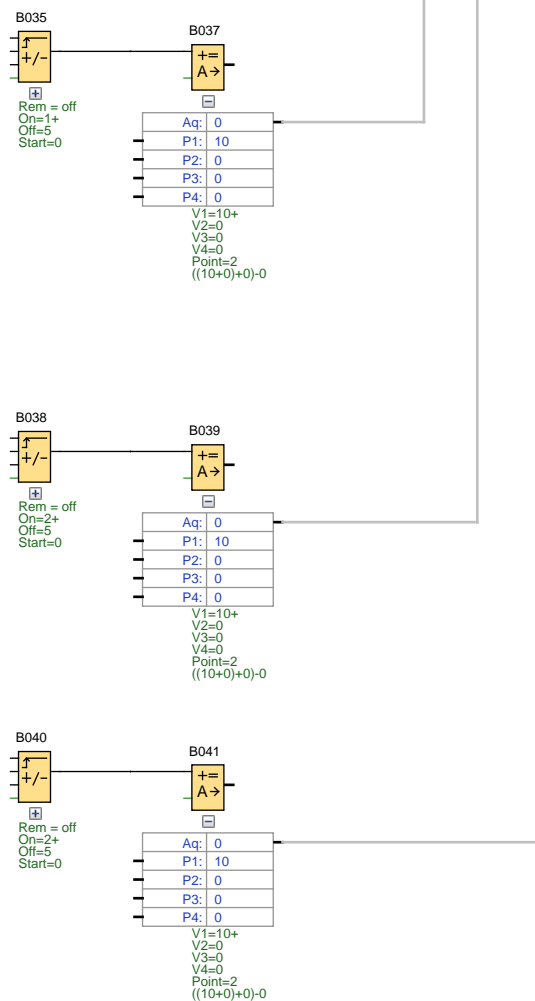 B035
+/-
Rem = off
On=1+
Off=5
Start=0
B037
+=
A→
Aq: 0
P1: 10
P2: 0
P3: 0
P4: 0
V1=10+
V2=0
V3=0
V4=0
Point=2
((10+0)+0)-0
B038
+/-
Rem = off
On=2+
Off=5
Start=0
B039
+=
A→
Aq: 0
P1: 10
P2: 0
P3: 0
P4: 0
V1=10+
V2=0
V3=0
V4=0
Point=2
((10+0)+0)-0
B040
+/-
Rem = off
On=2+
Off=5
Start=0
B041
+=
A→
Aq: 0
P1: 10
P2: 0
P3: 0
P4: 0
V1=10+
V2=0
V3=0
V4=0
Point=2
((10+0)+0)-0